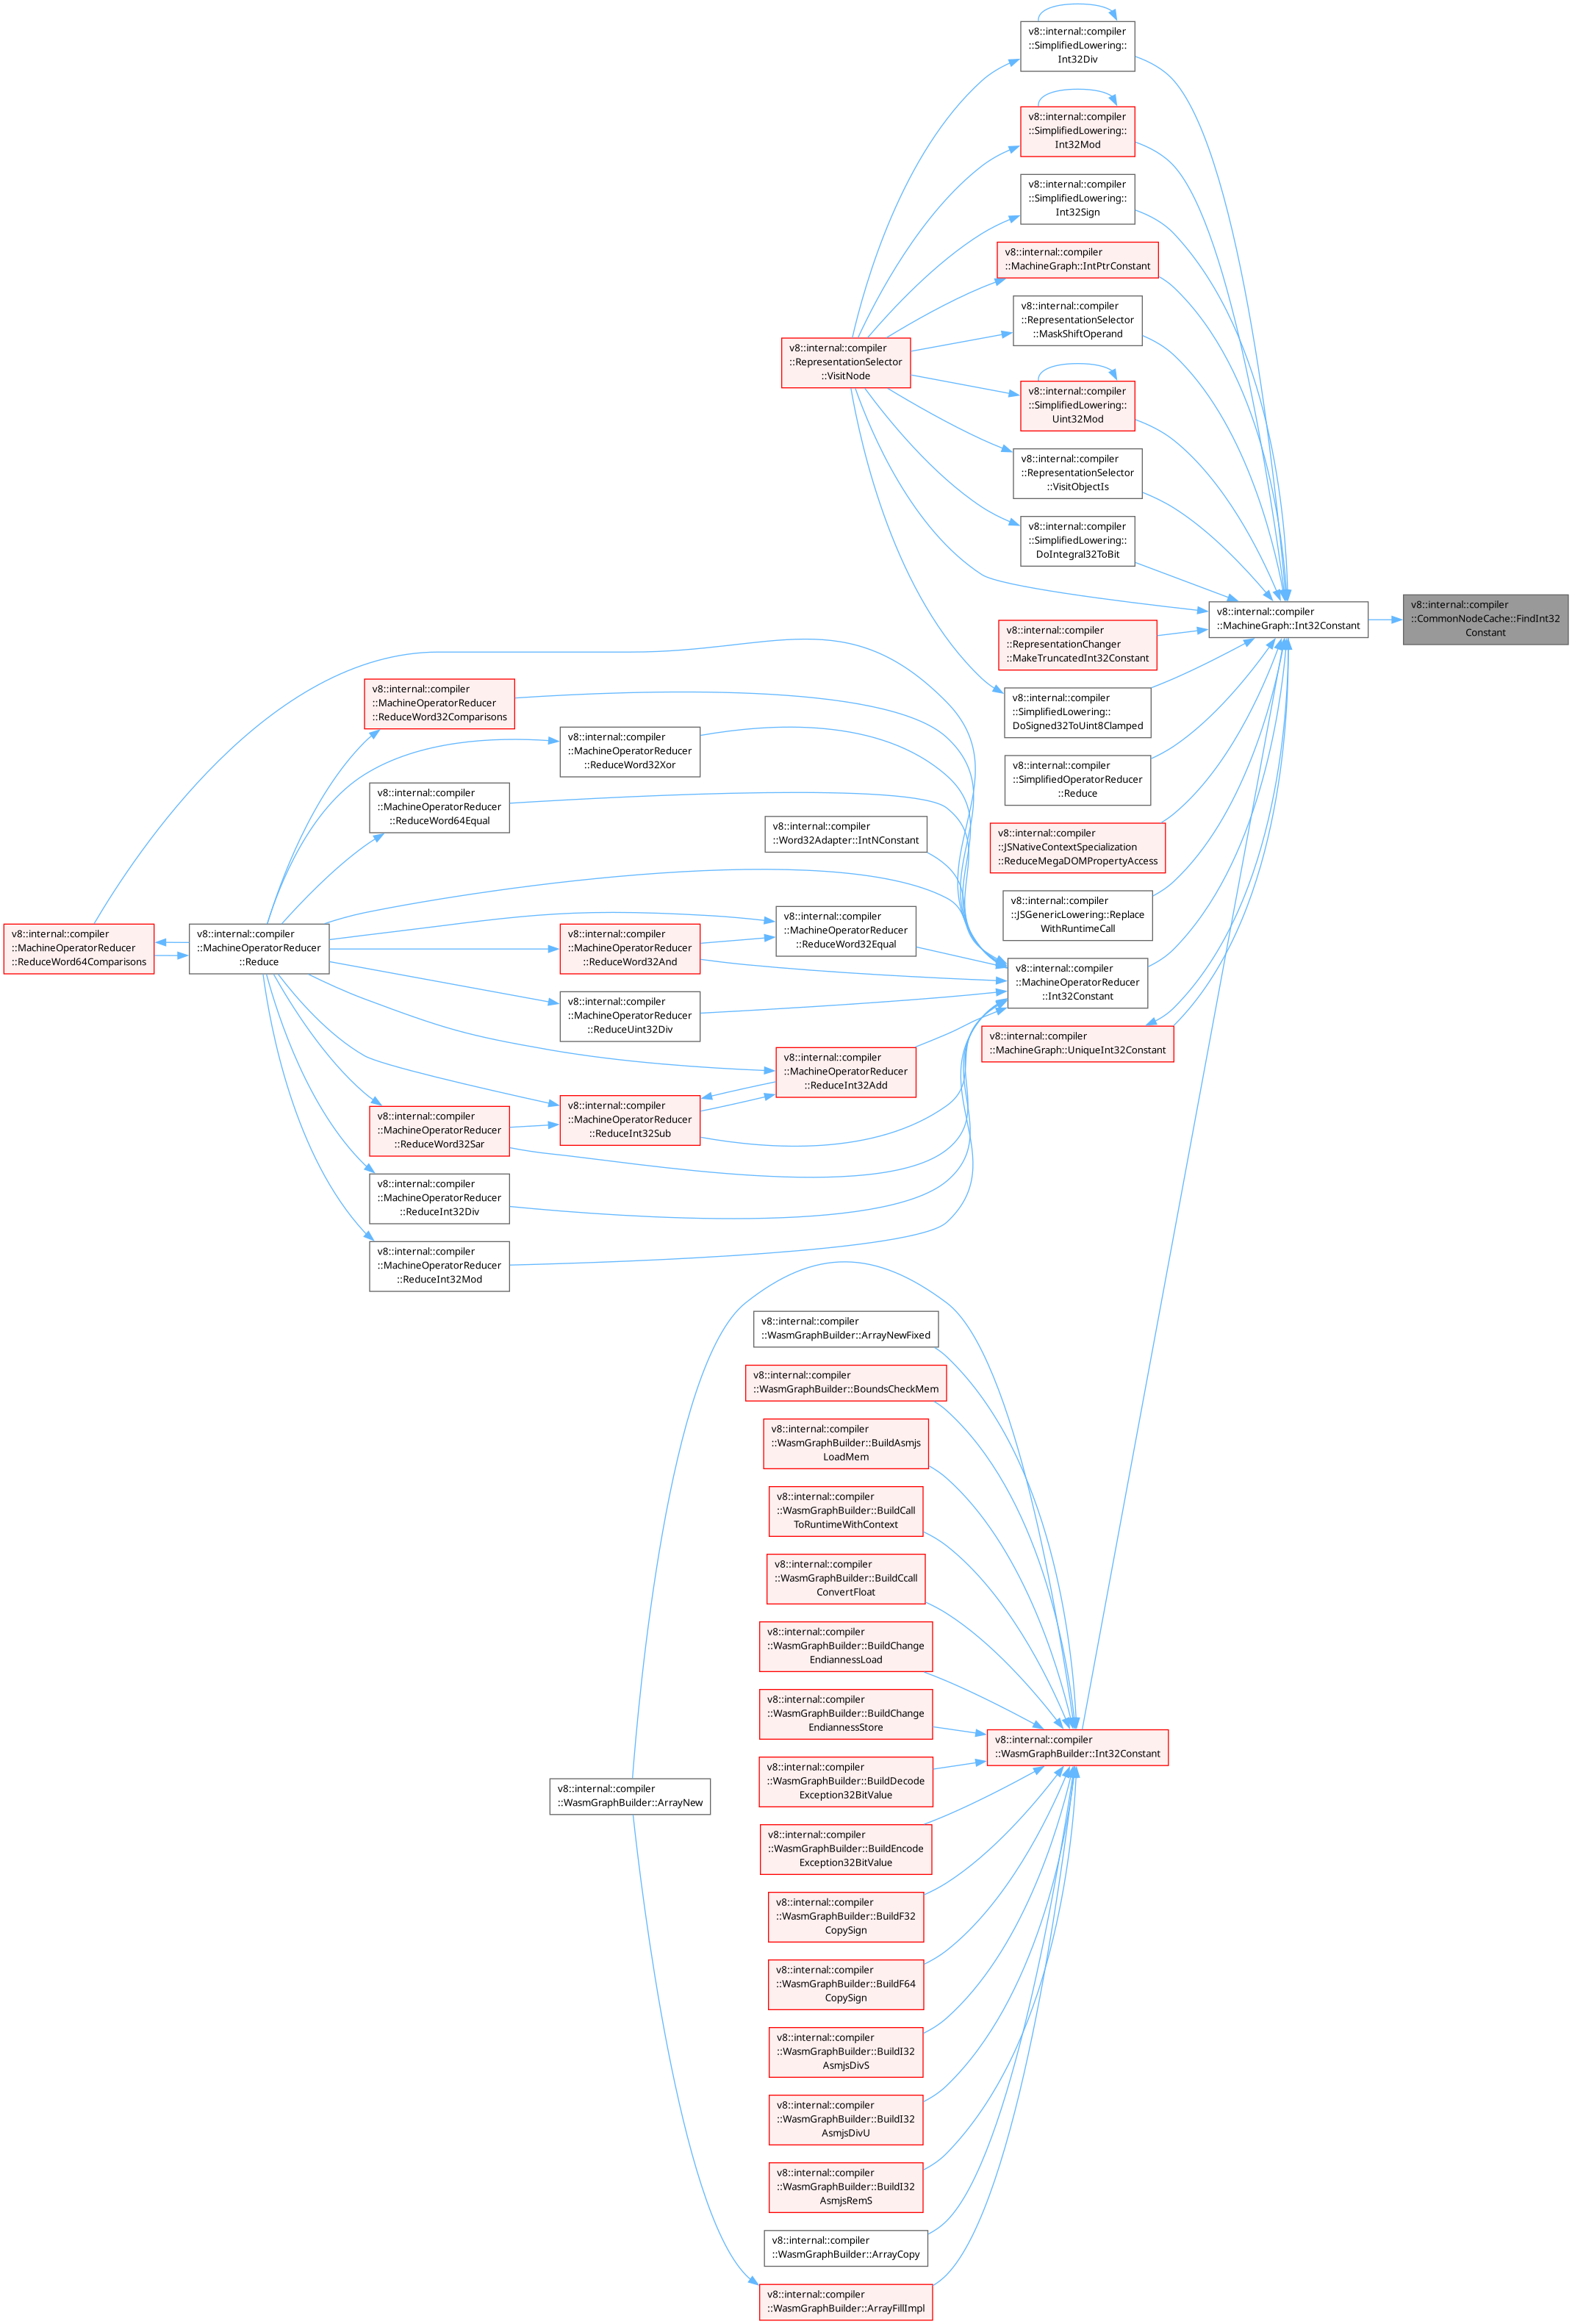 v8::internal::compiler
::SimplifiedLowering::
Int32Div
v8::internal::compiler
::SimplifiedLowering::
Int32Mod
v8::internal::compiler
::SimplifiedLowering::
Int32Sign
v8::internal::compiler
::MachineGraph::IntPtrConstant
v8::internal::compiler
::RepresentationSelector
::MaskShiftOperand
v8::internal::compiler
::RepresentationSelector
::VisitNode
v8::internal::compiler
::SimplifiedLowering::
Uint32Mod
v8::internal::compiler
::RepresentationSelector
::VisitObjectIs
v8::internal::compiler
::SimplifiedLowering::
DoIntegral32ToBit
v8::internal::compiler
::MachineGraph::Int32Constant
v8::internal::compiler
::CommonNodeCache::FindInt32
Constant
v8::internal::compiler
::RepresentationChanger
::MakeTruncatedInt32Constant
v8::internal::compiler
::SimplifiedLowering::
DoSigned32ToUint8Clamped
v8::internal::compiler
::MachineOperatorReducer
::ReduceWord32Comparisons
v8::internal::compiler
::MachineOperatorReducer
::ReduceWord32Xor
v8::internal::compiler
::SimplifiedOperatorReducer
::Reduce
v8::internal::compiler
::MachineOperatorReducer
::ReduceWord64Equal
v8::internal::compiler
::Word32Adapter::IntNConstant
v8::internal::compiler
::JSNativeContextSpecialization
::ReduceMegaDOMPropertyAccess
v8::internal::compiler
::JSGenericLowering::Replace
WithRuntimeCall
v8::internal::compiler
::MachineOperatorReducer
::ReduceWord64Comparisons
v8::internal::compiler
::MachineOperatorReducer
::Reduce
v8::internal::compiler
::MachineOperatorReducer
::ReduceWord32And
v8::internal::compiler
::MachineOperatorReducer
::ReduceWord32Equal
v8::internal::compiler
::MachineOperatorReducer
::Int32Constant
v8::internal::compiler
::MachineOperatorReducer
::ReduceUint32Div
v8::internal::compiler
::MachineGraph::UniqueInt32Constant
v8::internal::compiler
::MachineOperatorReducer
::ReduceInt32Add
v8::internal::compiler
::MachineOperatorReducer
::ReduceInt32Sub
v8::internal::compiler
::MachineOperatorReducer
::ReduceWord32Sar
v8::internal::compiler
::MachineOperatorReducer
::ReduceInt32Div
v8::internal::compiler
::MachineOperatorReducer
::ReduceInt32Mod
v8::internal::compiler
::WasmGraphBuilder::ArrayNewFixed
v8::internal::compiler
::WasmGraphBuilder::BoundsCheckMem
v8::internal::compiler
::WasmGraphBuilder::BuildAsmjs
LoadMem
v8::internal::compiler
::WasmGraphBuilder::BuildCall
ToRuntimeWithContext
v8::internal::compiler
::WasmGraphBuilder::BuildCcall
ConvertFloat
v8::internal::compiler
::WasmGraphBuilder::BuildChange
EndiannessLoad
v8::internal::compiler
::WasmGraphBuilder::BuildChange
EndiannessStore
v8::internal::compiler
::WasmGraphBuilder::Int32Constant
v8::internal::compiler
::WasmGraphBuilder::BuildDecode
Exception32BitValue
v8::internal::compiler
::WasmGraphBuilder::ArrayNew
v8::internal::compiler
::WasmGraphBuilder::BuildEncode
Exception32BitValue
v8::internal::compiler
::WasmGraphBuilder::BuildF32
CopySign
v8::internal::compiler
::WasmGraphBuilder::BuildF64
CopySign
v8::internal::compiler
::WasmGraphBuilder::BuildI32
AsmjsDivS
v8::internal::compiler
::WasmGraphBuilder::BuildI32
AsmjsDivU
v8::internal::compiler
::WasmGraphBuilder::BuildI32
AsmjsRemS
v8::internal::compiler
::WasmGraphBuilder::ArrayCopy
v8::internal::compiler
::WasmGraphBuilder::ArrayFillImpl